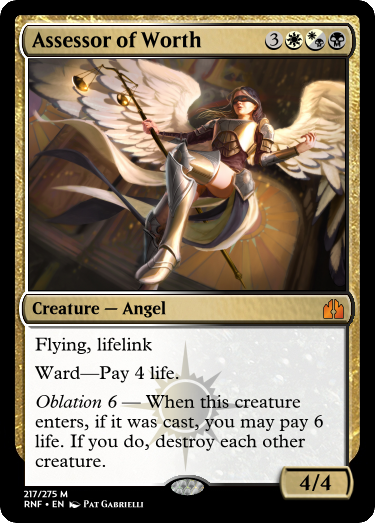 Assessor of Worth 3
Creature — Angel
Flying, lifelink
Ward—Pay 4 life.
Oblation 6 — When this creature
enters, if it was cast, you may pay 6
life. If you do, destroy each other
creature.
4/4
217/275 M
RNF • EN Pat Gabrielli